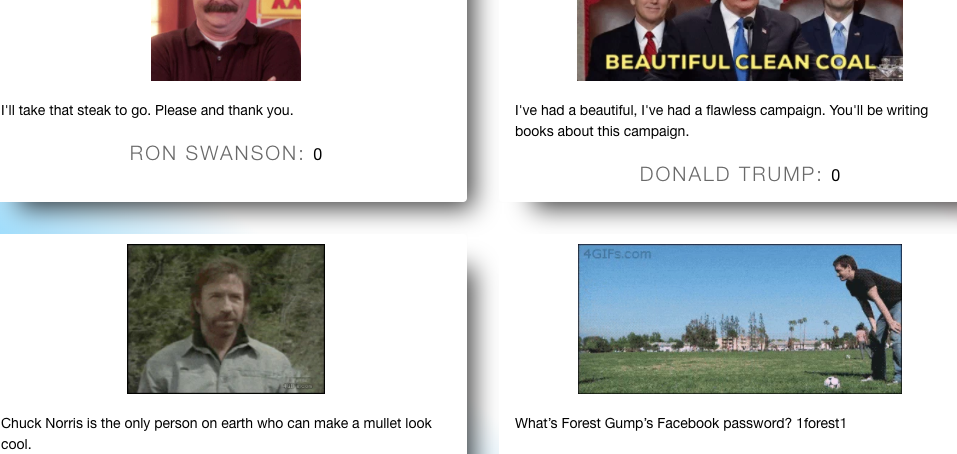 BEAUTIFUL CLEAN COAL
I'll take that steak to go. Please and thank you.
RON SWANSON: 0
I've had a beautiful, I've had a flawless campaign. You'll be writing
books about this campaign.
DONALD TRUMP: 0
4GIFs.com
Chuck Norris is the only person on earth who can make a mullet look
cool.
What's Forest Gump's Facebook password? 1forest1